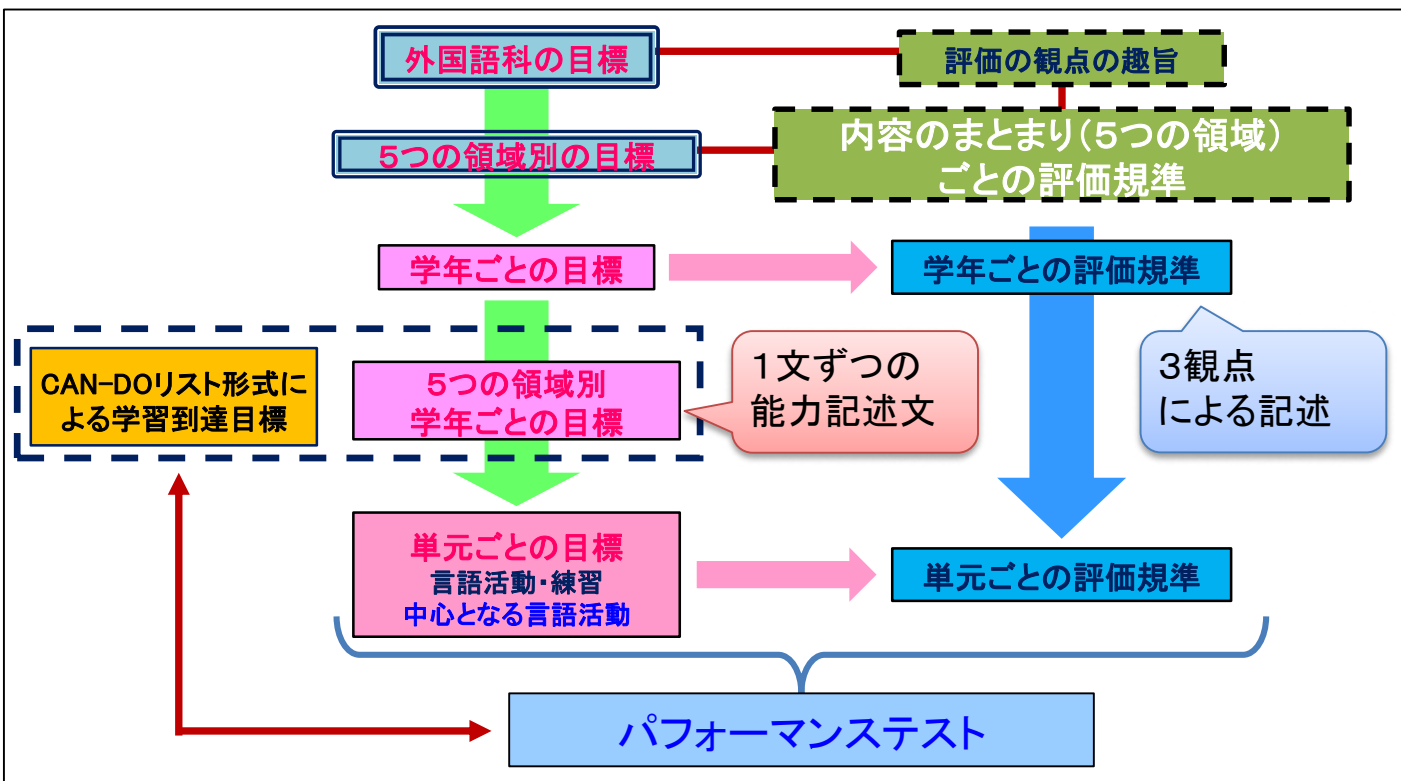 外国語科の目標
評価の観点の趣旨
5つの領域別の目標
内容のまとまり(5つの領域)
ごとの評価規準
学年ごとの目標
学年ごとの評価規準
CAN-DOリスト形式に
よる学習到達目標
5つの領域別
学年ごとの目標
1文ずつの
能力記述文
3観点
による記述
単元ごとの目標
言語活動・練習
中心となる言語活動
単元ごとの評価規準
パフォーマンステスト